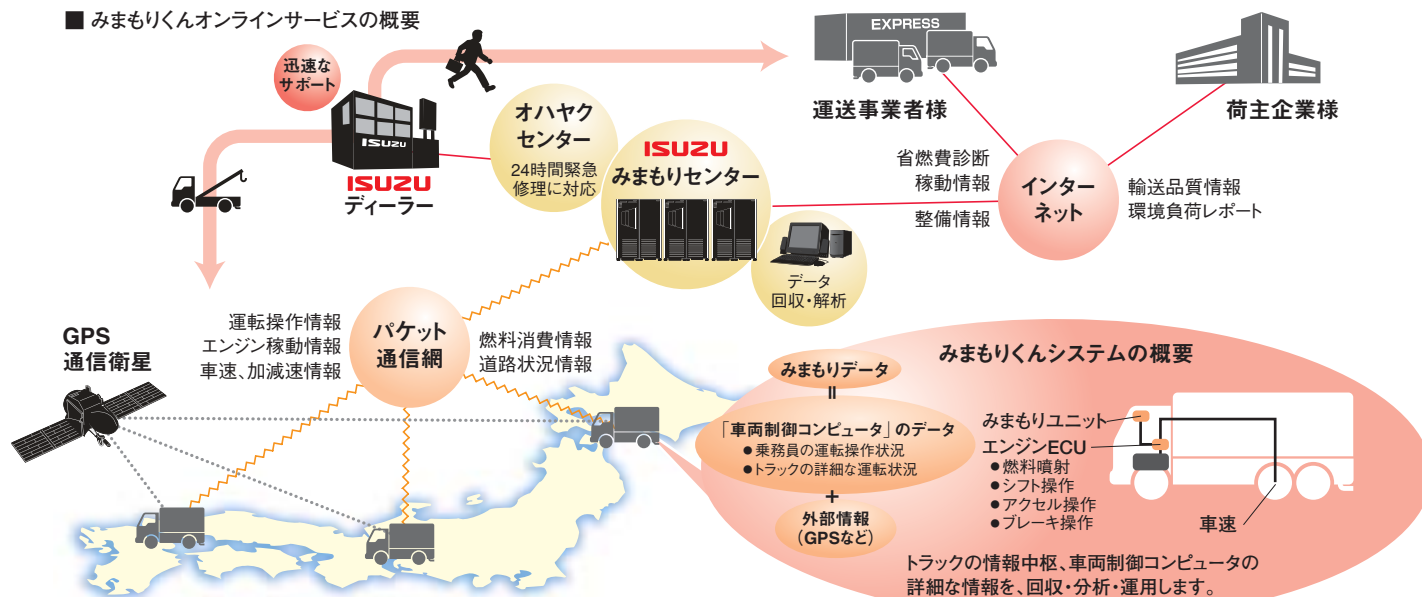 ■ みまもりくんオンラインサービスの概要
迅速な
サポート
ISUZU
ISUZU
ディーラー
オハヤク
センター
24時間緊急
修理に対応
ISUZU
みまもりセンター
データ
回収・解析
EXPRESS
運送事業者様
荷主企業様
省燃費診断
稼動情報
整備情報
インター
ネット
輸送品質情報
環境負荷レポート
GPS
通信衛星
運転操作情報
エンジン稼動情報
車速、加減速情報
パケット
通信網
燃料消費情報
道路状況情報
みまもりくんシステムの概要
みまもりデータ
=
「車両制御コンピュータ」のデータ
●乗務員の運転操作状況
●トラックの詳細な運転状況
+
外部情報
(GPSなど)
みまもりユニット
エンジンECU
●燃料噴射
●シフト操作
●アクセル操作
●ブレーキ操作
車速
トラックの情報中枢、車両制御コンピュータの
詳細な情報を、回収・分析・運用します。